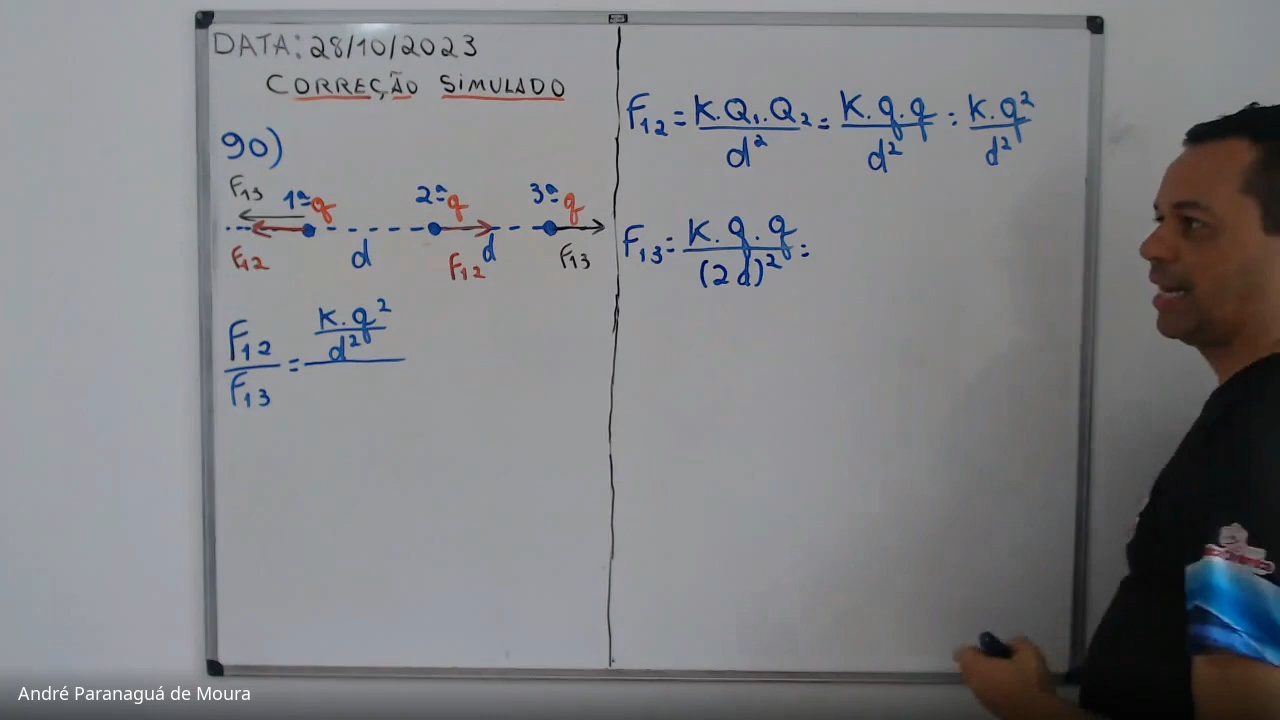 DATA: 28/10/2023
CORREÇÃO SIMULADO
90)
F13 1ª q 2ª q 3ª q
F12 d F12 d F13
F12/F13 = (K.q²/d²)/
F12 = K.Q1.Q2/d² = K.q.q/d² = K.q²/d²
F13 = K.q.q/(2d)² =
André Paranaguá de Moura